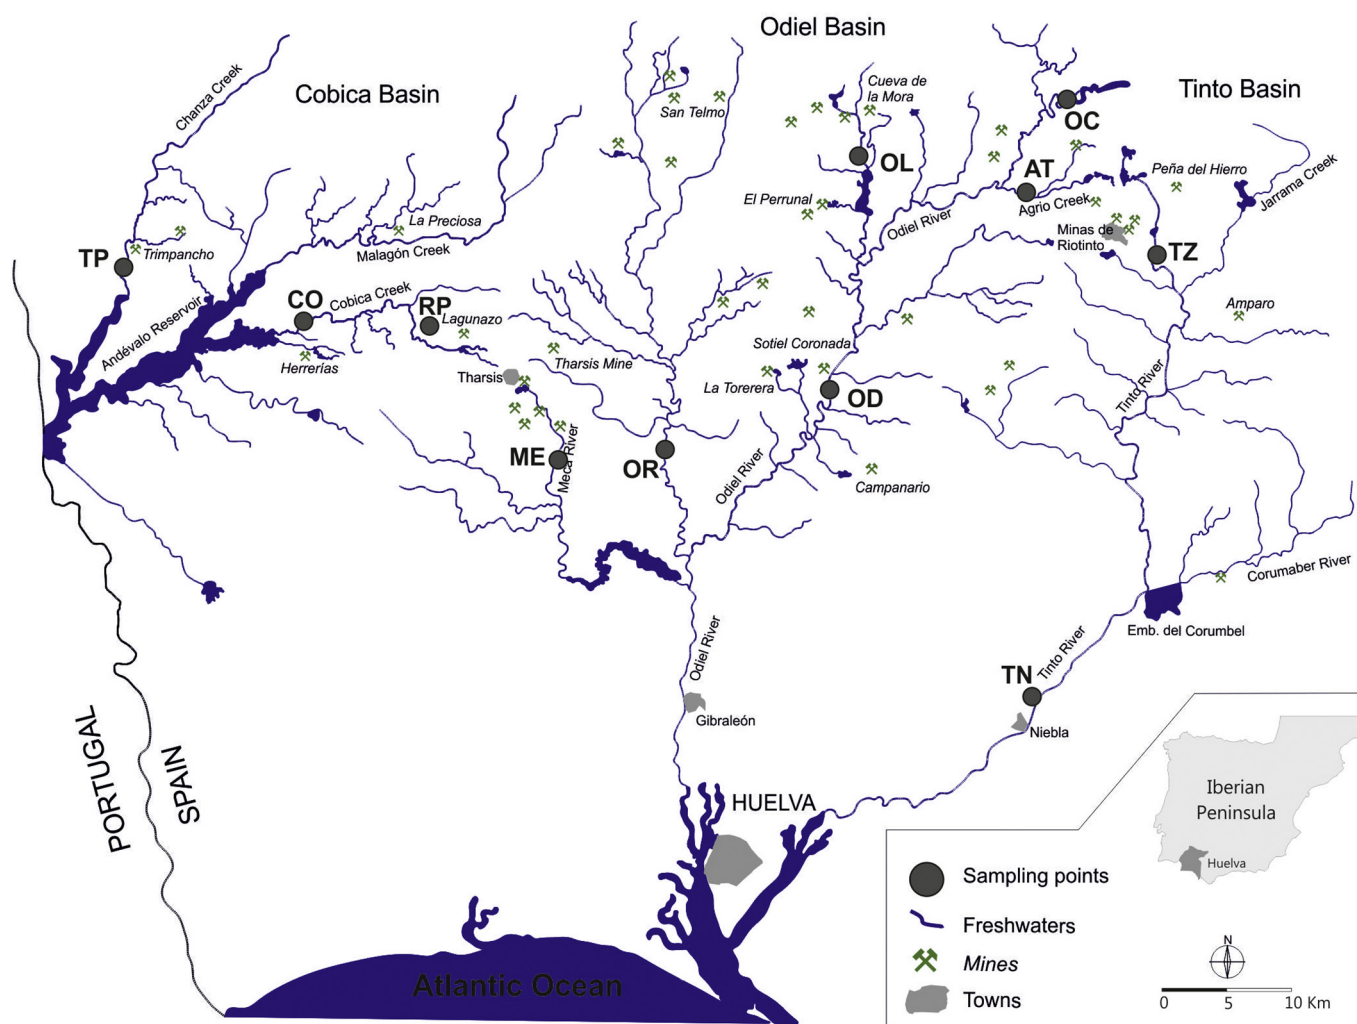 Odiel Basin
Cobica Basin
Tinto Basin
Chanza Creek
San Telmo
Cueva de
la Mora
OC
OL
AT
Peña del Hierro
Jarrama Creek
El Perrunal
Agrio Creek
Odiel River
La Preciosa
Malagón Creek
Minas de
Riotinto
TP
Trimpancho
TZ
Andévalo Reservoir
CO
Cobica Creek
RP
Lagunazo
Amparo
Herrerías
Tharsis Mine
Sotiel Coronada
Tharsis
La Torerera
OD
Tinto River
ME
Meca River
OR
Odiel River
Campanario
Corumaber River
Emb. del Corumbel
Odiel River
Tinto River
TN
Gibraleón
Niebla
PORTUGAL
SPAIN
HUELVA
Iberian
Peninsula
Huelva
Sampling points
Freshwaters
Mines
Towns
N
0 5 10 Km
Atlantic Ocean